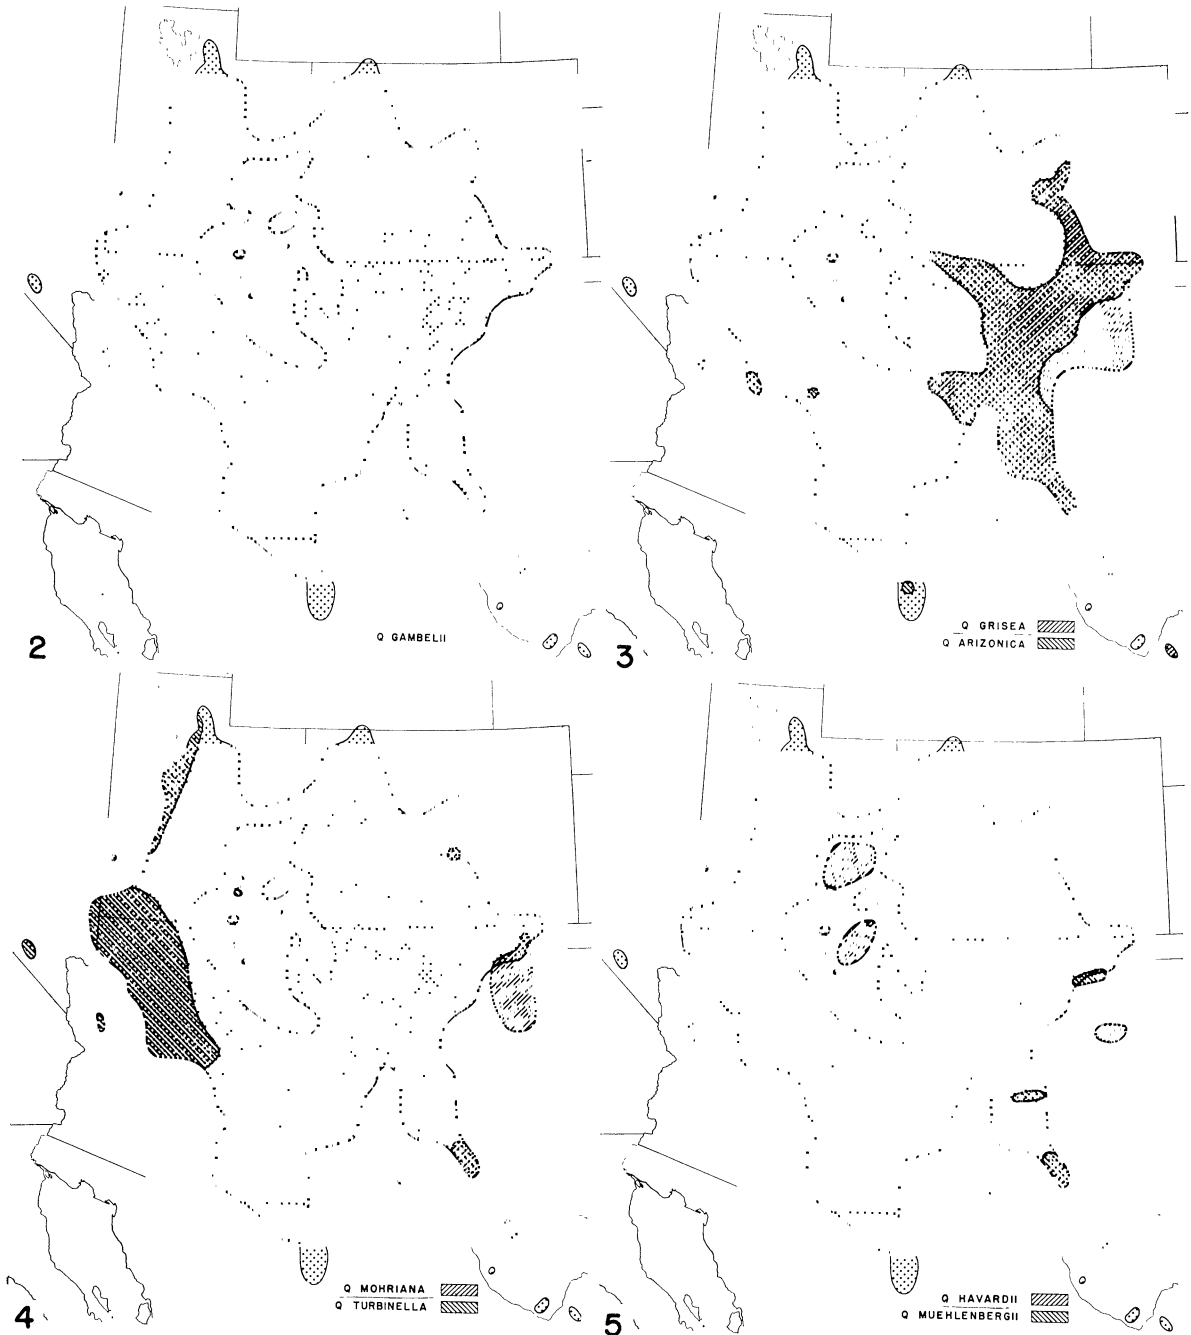 2
Q GAMBELII
3
Q GRISEA
Q ARIZONICA
4
Q MOHRIANA
Q TURBINELLA
5
Q HAVARDII
Q MUEHLENBERGII